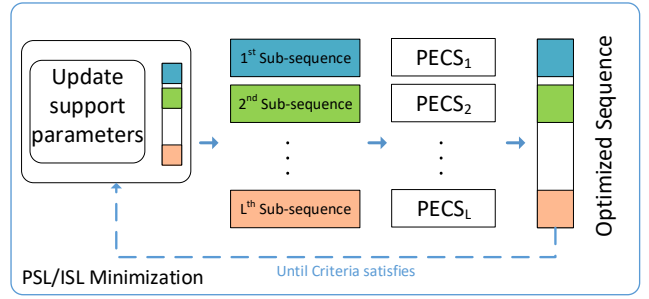 Update
support
parameters
1st Sub-sequence
2nd Sub-sequence
Lth Sub-sequence
PECS1
PECS2
PECSL
Optimized Sequence
Until Criteria satisfies
PSL/ISL Minimization